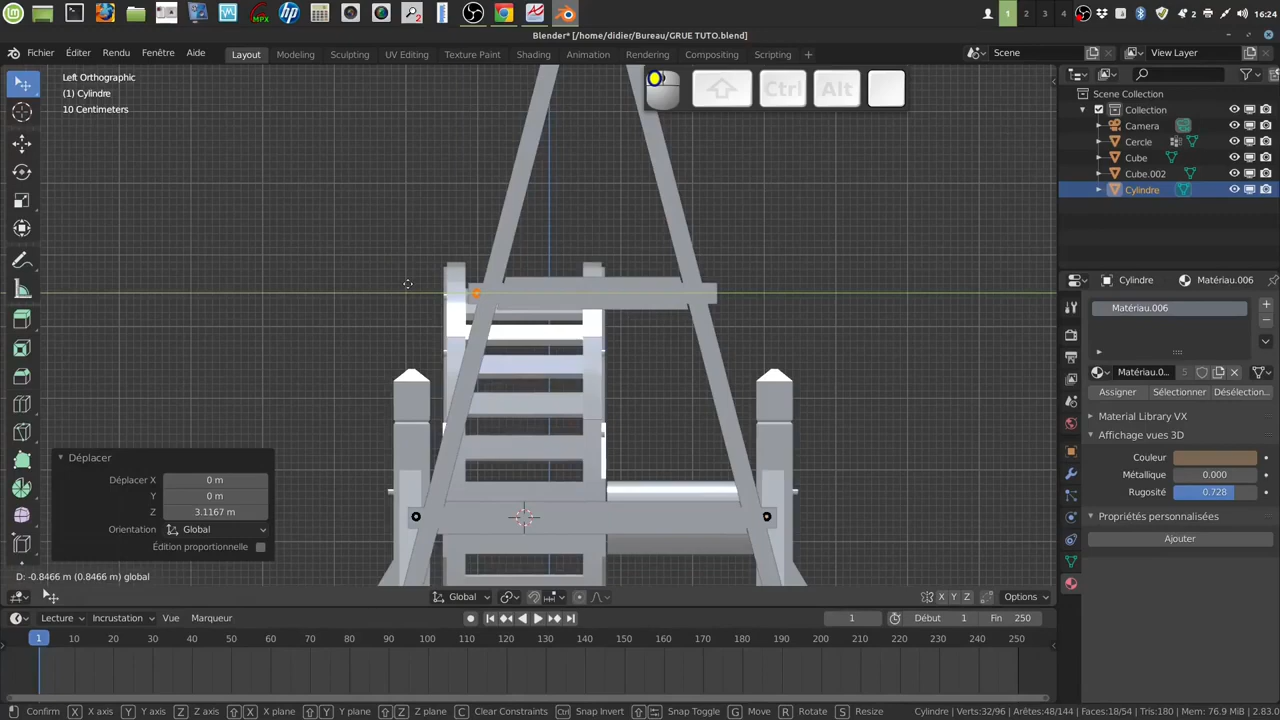 MPX
1 2 3 4
16:24
Blender* [/home/didier/Bureau/GRUE TUTO.blend]
Fichier Éditer Rendu Fenêtre Aide Layout Modeling Sculpting UV Editing Texture Paint Shading Animation Rendering Compositing Scripting + Scene View Layer
Left Orthographic
(1) Cylindre
10 Centimeters
Ctrl Alt
Scene Collection
Collection
Camera
Cercle
Cube
Cube.002
Cylindre
Cylindre Matériau.006
Matériau.006
Matériau.0... 5
Assigner Sélectionner Désélection...
Material Library VX
Affichage vues 3D
Couleur
Métallique 0.000
Rugosité 0.728
Propriétés personnalisées
Ajouter
Déplacer
Déplacer X 0 m
Y 0 m
Z 3.1167 m
Orientation Global
Édition proportionnelle
D: -0.8466 m (0.8466 m) global
Global X Y Z Options
Lecture Incrustation Vue Marqueur 1 Début 1 Fin 250
1 10 20 30 40 50 60 70 80 90 100 110 120 130 140 150 160 170 180 190 200 210 220 230 240 250
Confirm X X axis Y Y axis Z Z axis X X plane Y Y plane Z Z plane C Clear Constraints Snap Invert Snap Toggle G Move R Rotate S Resize Cylindre | Verts:32/96 | Arêtes:48/144 | Faces:18/54 | Tris:180 | Mem: 76.9 MiB | 2.83.0